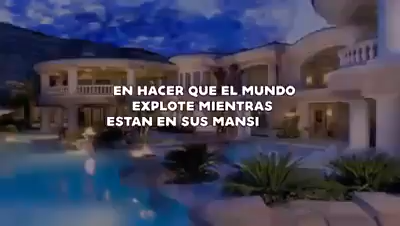 EN HACER QUE EL MUNDO
EXPLOTE MIENTRAS
ESTAN EN SUS MANSI